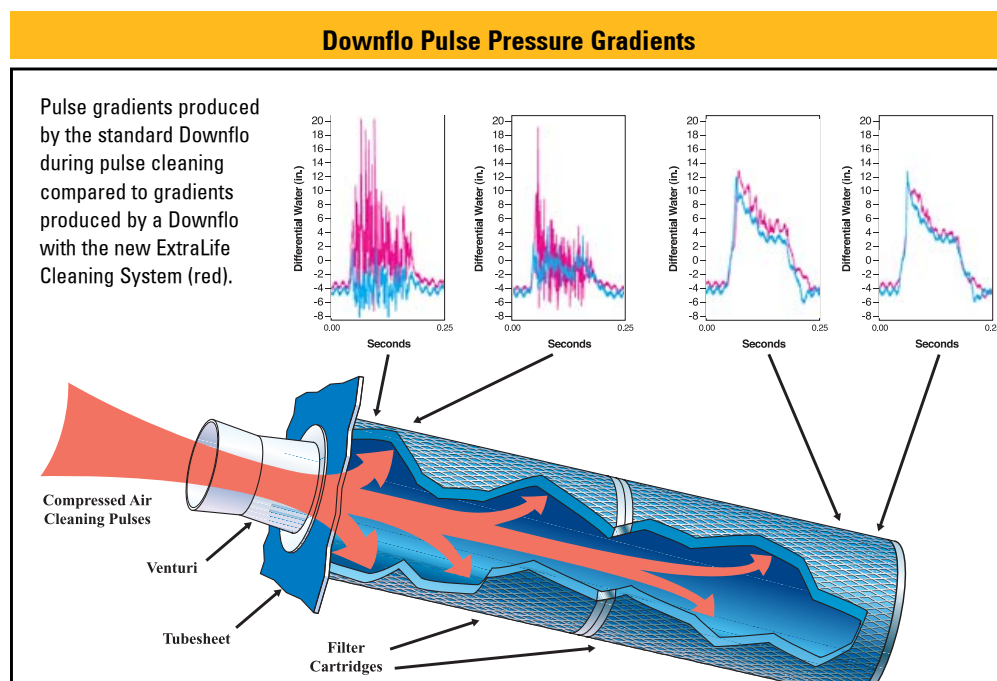 Downflo Pulse Pressure Gradients
Pulse gradients produced
by the standard Downflo
during pulse cleaning
compared to gradients
produced by a Downflo
with the new ExtraLife
Cleaning System (red).
Differential Water (in.)
20
18
16
14
12
10
8
6
4
2
0
-2
-4
-6
-8
0.00 0.25
Seconds
Differential Water (in.)
20
18
16
14
12
10
8
6
4
2
0
-2
-4
-6
-8
0.00 0.25
Seconds
Differential Water (in.)
20
18
16
14
12
10
8
6
4
2
0
-2
-4
-6
-8
0.00 0.25
Seconds
Differential Water (in.)
20
18
16
14
12
10
8
6
4
2
0
-2
-4
-6
-8
0.00 0.2
Seconds
Compressed Air
Cleaning Pulses
Venturi
Tubesheet
Filter
Cartridges